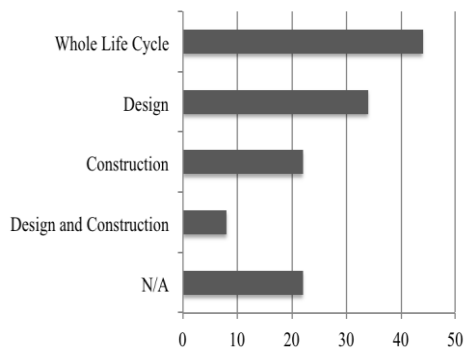 Whole Life Cycle
Design
Construction
Design and Construction
N/A
0 10 20 30 40 50